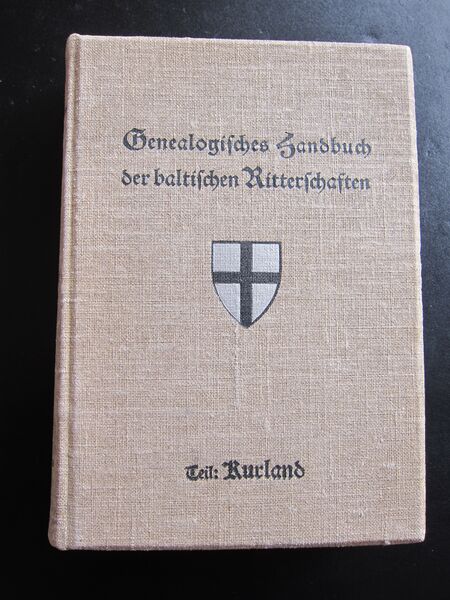 Genealogisches Handbuch
der baltischen Ritterschaften
Teil: Kurland